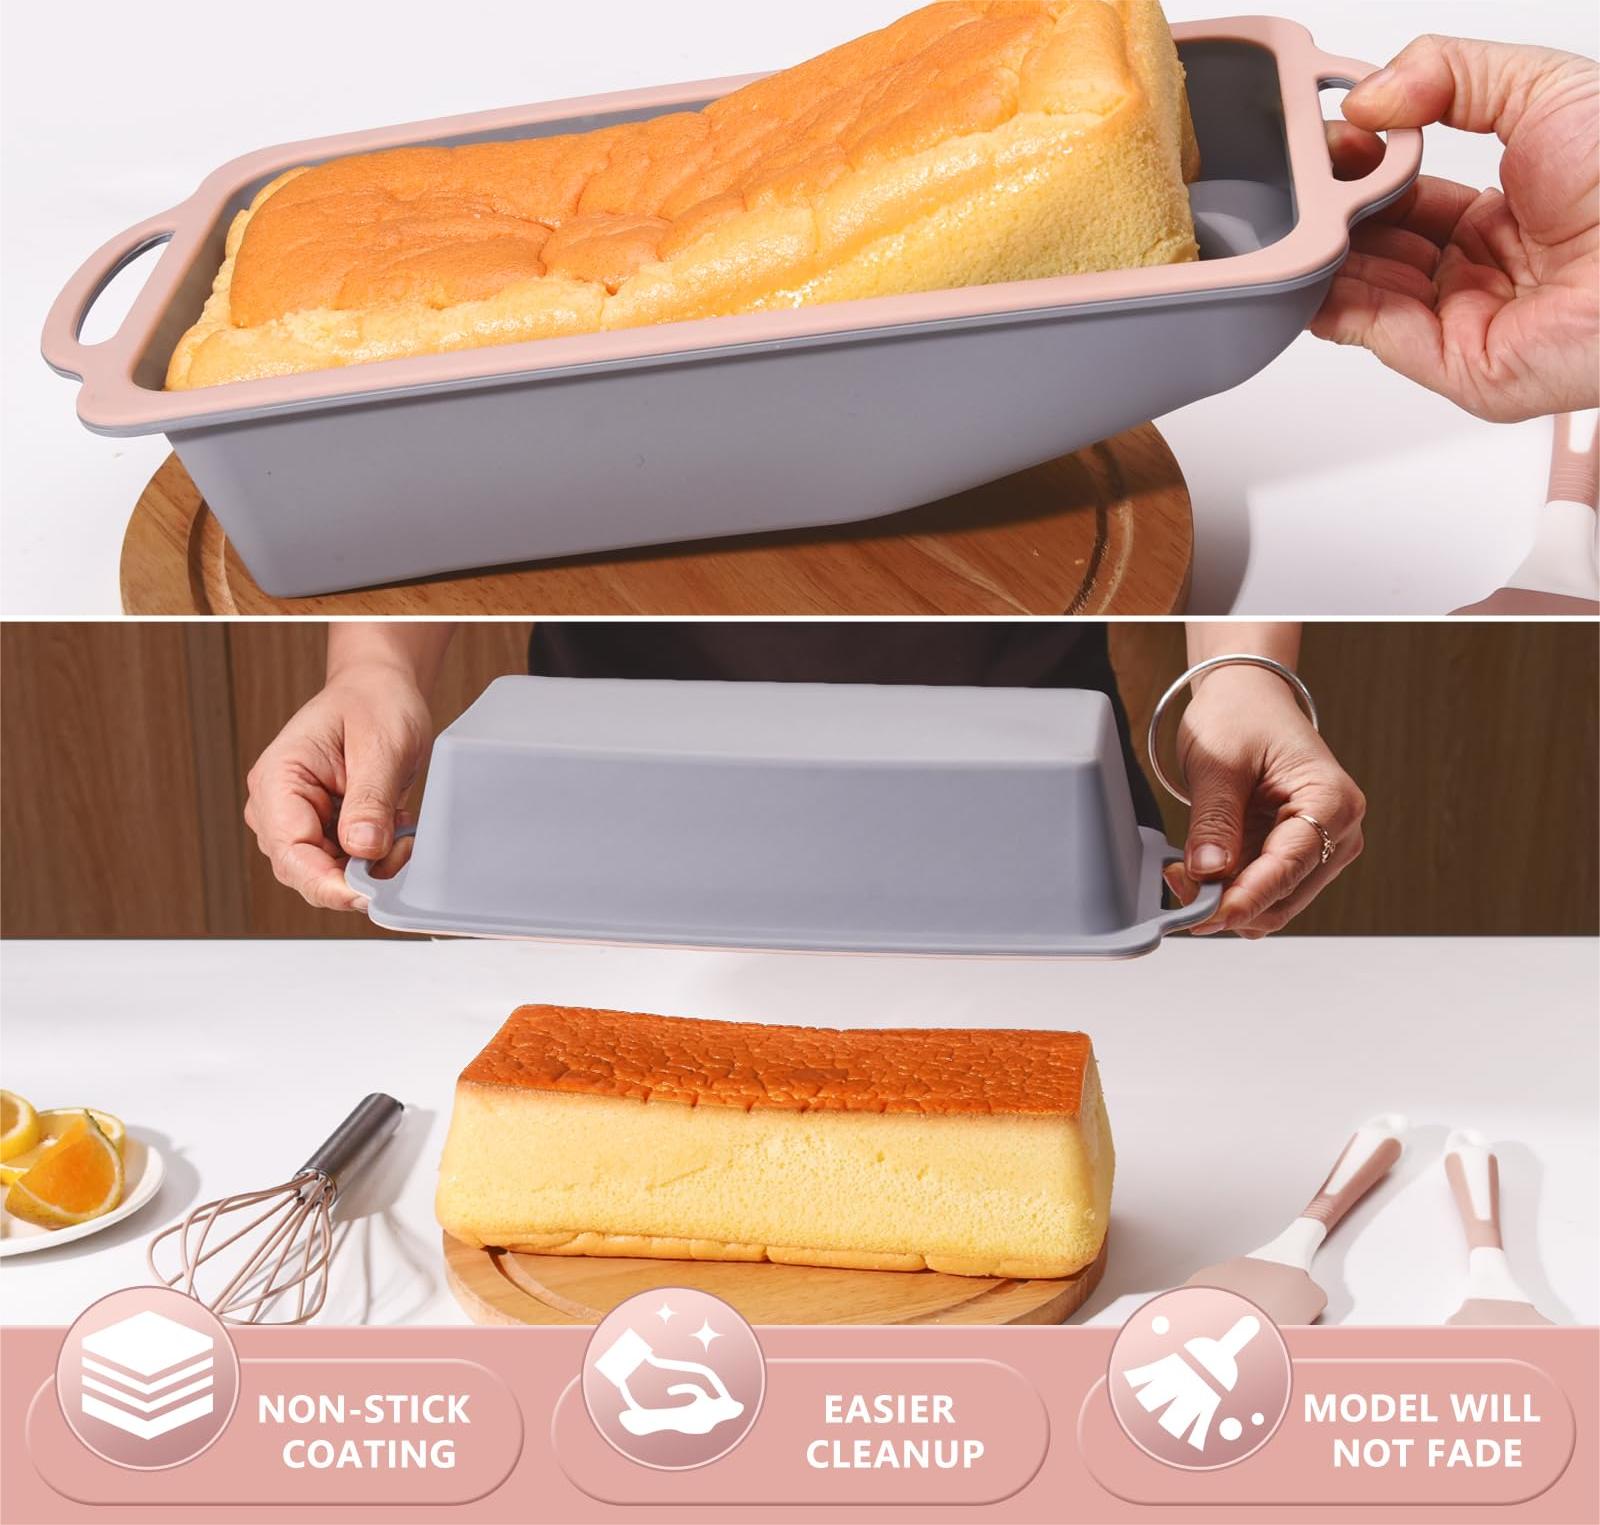 NON-STICK
COATING
EASIER
CLEANUP
MODEL WILL
NOT FADE